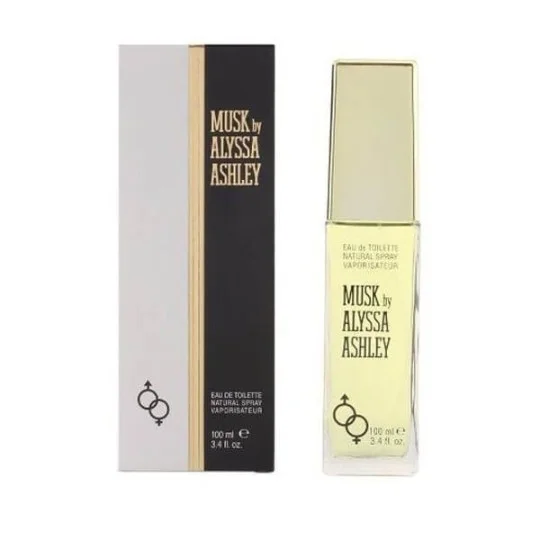 MUSK by
ALYSSA
ASHLEY
EAU DE TOILETTE
NATURAL SPRAY
VAPORISATEUR
100 ml ℮
3.4 fl. oz.
EAU de TOILETTE
NATURAL SPRAY
VAPORISATEUR
MUSK by
ALYSSA
ASHLEY
100 ml ℮
3.4 fl. oz.